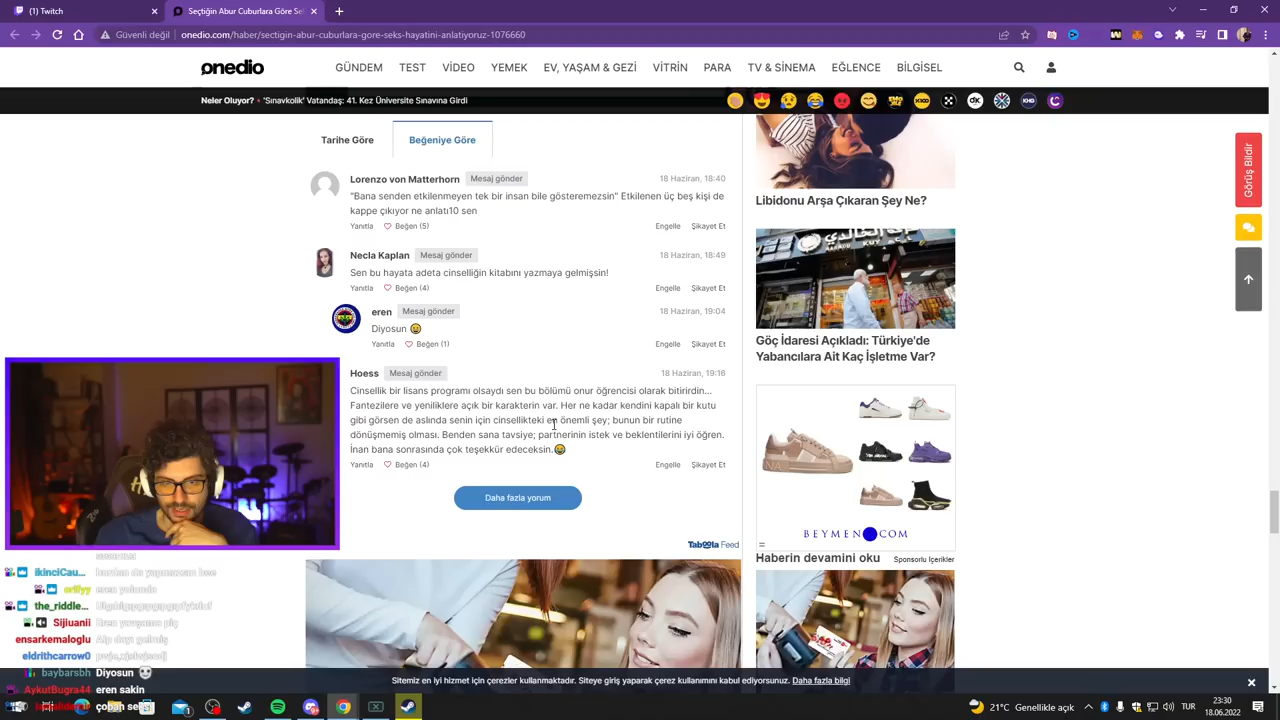 (1) Twitch
Seçtiğin Abur Cuburlara Göre Se
Güvenli değil
onedio.com/haber/sectigin-abur-cuburlara-gore-sen-hayatta-ne-konuda-iyisin-1076660
onedio
GÜNDEM TEST VİDEO YEMEK EV, YAŞAM & GEZİ VİTRİN PARA TV & SİNEMA EĞLENCE BİLGİSEL
Neler Oluyor? • 'Sınavkolik' Vatandaş: 41. Kez Üniversite Sınavına Girdi
Tarihe Göre
Beğeniye Göre
Lorenzo von Matterhorn Mesaj gönder 18 Haziran, 18:40
"Bana senden etkilenmeyen tek bir insan bile gösteremezsin" Etkilenen üç beş kişi de
kappe çıkıyor ne anlatı10 sen
Yanıtla Beğen (5) Engelle Şikayet Et
Necla Kaplan Mesaj gönder 18 Haziran, 18:49
Sen bu hayata adeta cinselliğin kitabını yazmaya gelmişsin!
Yanıtla Beğen (4) Engelle Şikayet Et
eren Mesaj gönder 18 Haziran, 19:04
Diyosun
Yanıtla Beğen (1) Engelle Şikayet Et
Hoess Mesaj gönder 18 Haziran, 19:16
Cinsellik bir lisans programı olsaydı sen bu bölümü onur öğrencisi olarak bitirirdin...
Fantezilere ve yeniliklere açık bir karakterin var. Her ne kadar kendini kapalı bir kutu
gibi görsen de aslında senin için cinsellikteki en önemli şey; bunun bir rutine
dönüşmemiş olması. Benden sana tavsiye; partnerinin istek ve beklentilerini iyi öğren.
İnan bana sonrasında çok teşekkür edeceksin.
Yanıtla Beğen (4) Engelle Şikayet Et
Daha fazla yorum
Taboola Feed
Libidonu Arşa Çıkaran Şey Ne?
Göç İdaresi Açıkladı: Türkiye'de
Yabancılara Ait Kaç İşletme Var?
BEYMEN COM
Haberin devamini oku
Sponsorlu İçerikler
Görüş Bildir
ikinciCau...
eren yolunin
the_riddle...
Sijiuanii
ensarkemaloglu Alp dayı gelmiş
eldrithcarrow0
baybarsbh Diyosun
AykutBugra44 eren sakin
Sitemiz en iyi hizmet için çerezler kullanmaktadır. Siteye giriş yaparak çerez kullanımını kabul ediyorsunuz. Daha fazla bilgi
21°C Genellikle açık
TUR
23:30
18.06.2022